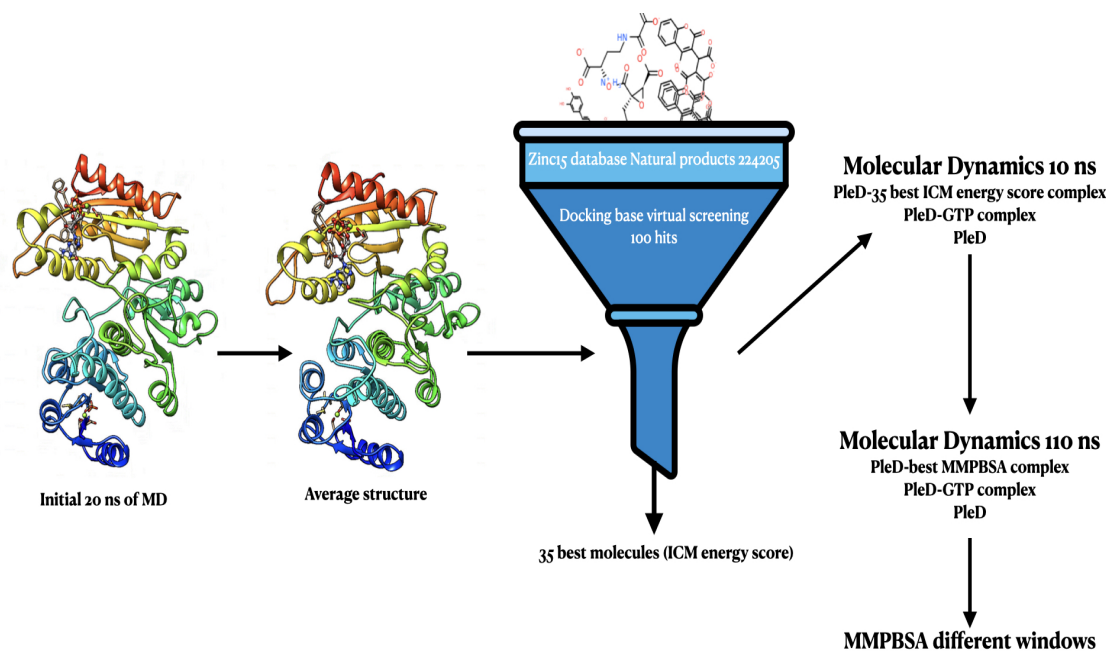 Zinc15 database Natural products 224205
Docking base virtual screening
100 hits
Initial 20 ns of MD
Average structure
35 best molecules (ICM energy score)
Molecular Dynamics 10 ns
PleD-35 best ICM energy score complex
PleD-GTP complex
PleD
Molecular Dynamics 110 ns
PleD-best MMPBSA complex
PleD-GTP complex
PleD
MMPBSA different windows